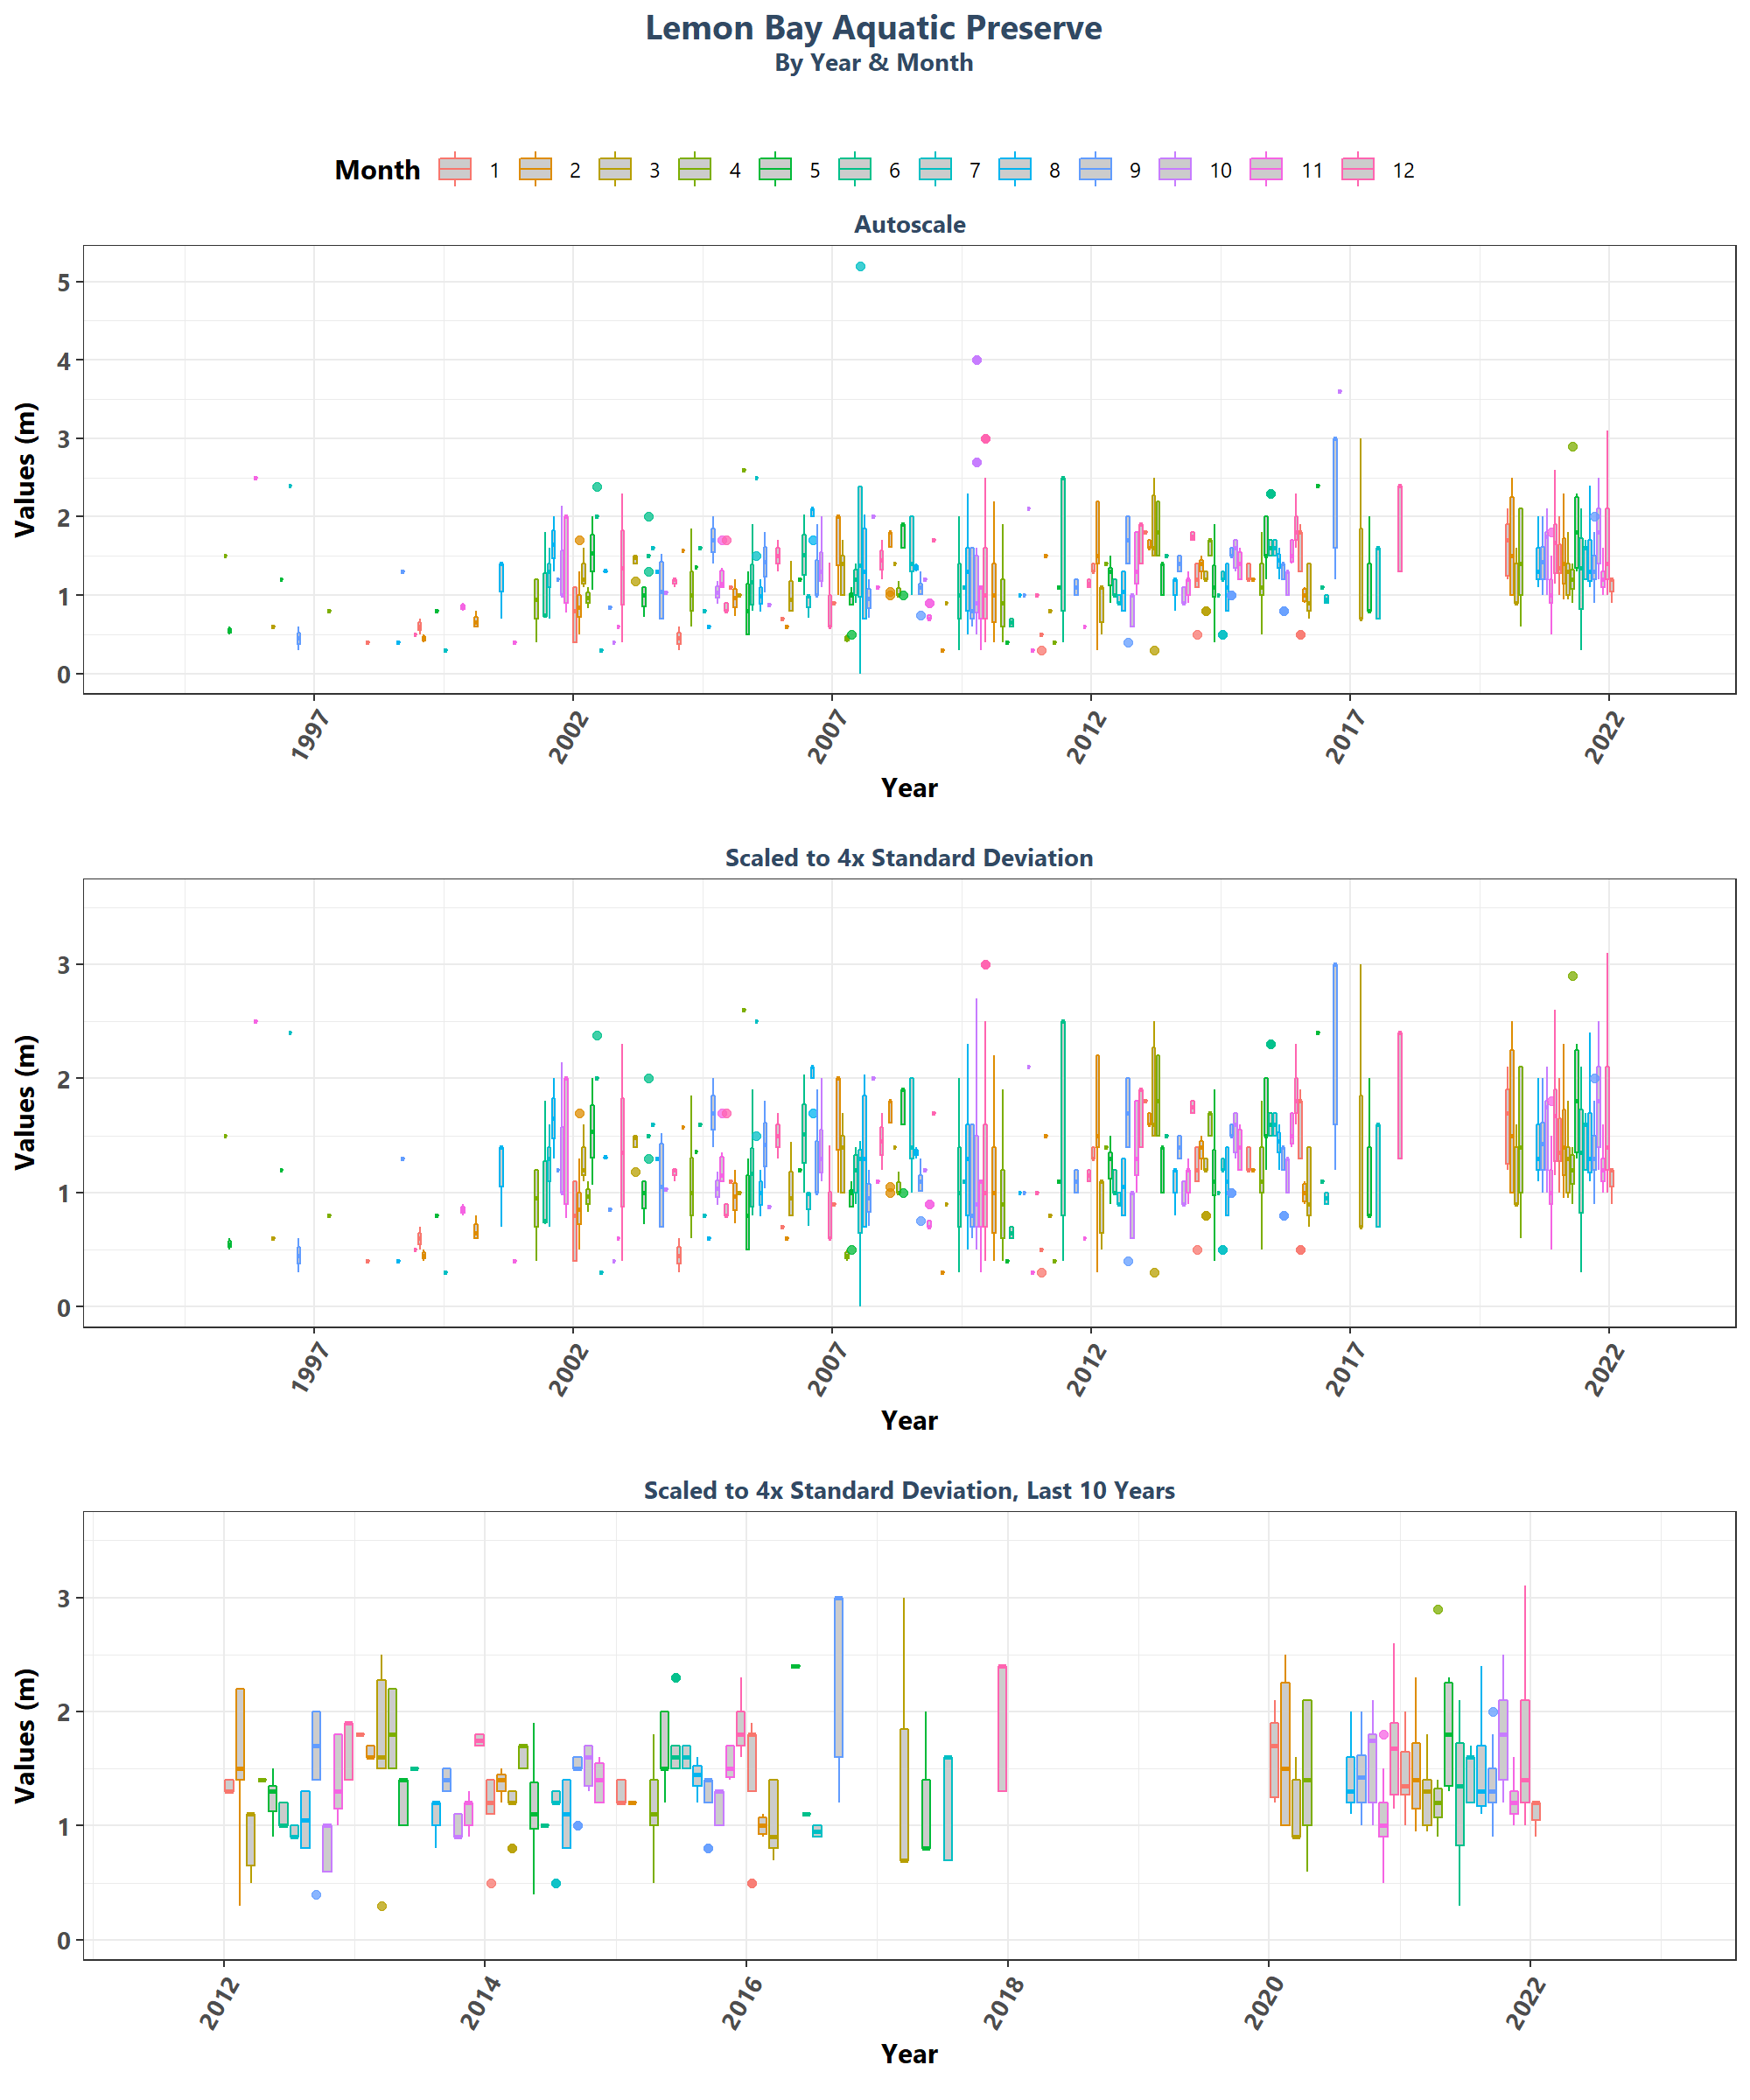 Lemon Bay Aquatic Preserve
By Year & Month
Month 1 2 3 4 5 6 7 8 9 10 11 12
Autoscale
Values (m)
5
4
3
2
1
0
1997 2002 2007 2012 2017 2022
Year
Scaled to 4x Standard Deviation
Values (m)
3
2
1
0
1997 2002 2007 2012 2017 2022
Year
Scaled to 4x Standard Deviation, Last 10 Years
Values (m)
3
2
1
0
2012 2014 2016 2018 2020 2022
Year